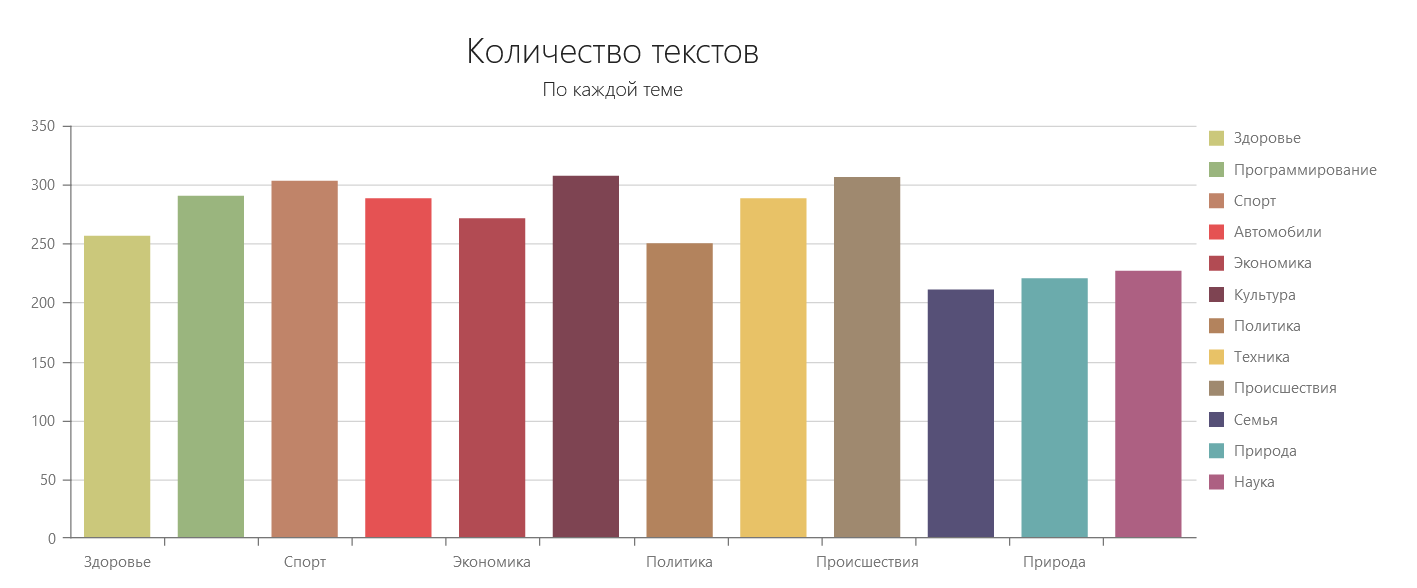 Количество текстов
По каждой теме
350
300
250
200
150
100
50
0
Здоровье
Спорт
Экономика
Политика
Происшествия
Природа
Здоровье
Программирование
Спорт
Автомобили
Экономика
Культура
Политика
Техника
Происшествия
Семья
Природа
Наука